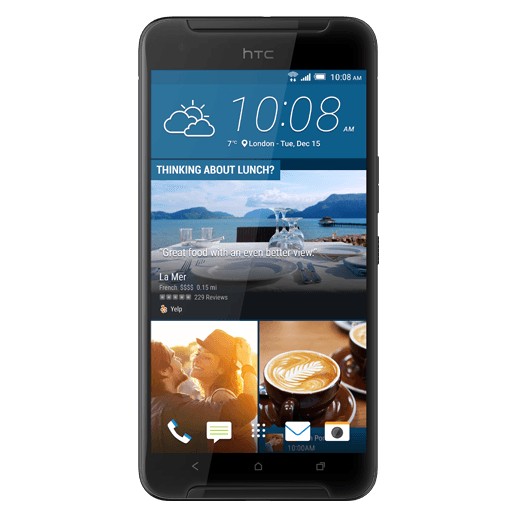 hTC
10:08 AM
10:08 AM
7°C London - Tue, Dec 15
THINKING ABOUT LUNCH?
"Great food with an even better view."
La Mer
French, $$$$ 0.15 mi
229 Reviews
Yelp
10:00AM